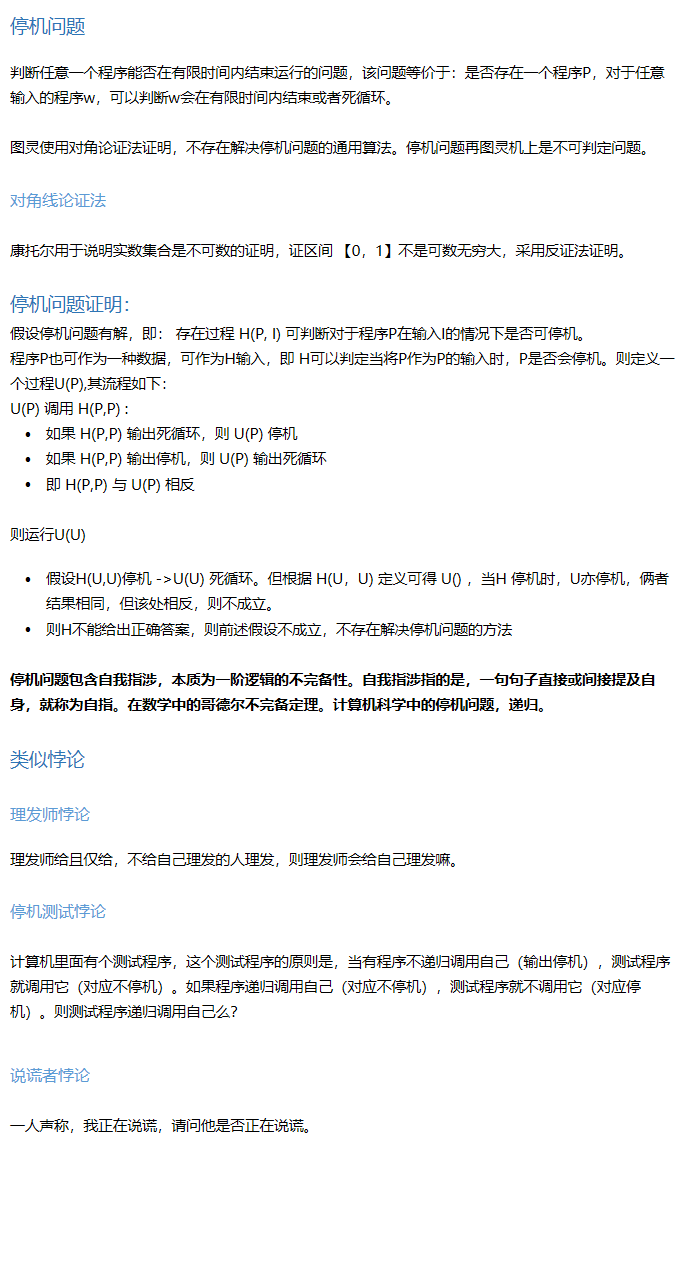 停机问题
判断任意一个程序能否在有限时间内结束运行的问题，该问题等价于：是否存在一个程序P，对于任意
输入的程序w，可以判断w会在有限时间内结束或者死循环。
图灵使用对角论证法证明，不存在解决停机问题的通用算法。停机问题再图灵机上是不可判定问题。
对角线论证法
康托尔用于说明实数集合是不可数的证明，证区间 【0，1】不是可数无穷大，采用反证法证明。
停机问题证明：
假设停机问题有解，即： 存在过程 H(P, I) 可判断对于程序P在输入I的情况下是否可停机。
程序P也可作为一种数据，可作为H输入，即 H可以判定当将P作为P的输入时，P是否会停机。则定义一
个过程U(P),其流程如下：
U(P) 调用 H(P,P) :
• 如果 H(P,P) 输出死循环，则 U(P) 停机
• 如果 H(P,P) 输出停机，则 U(P) 输出死循环
• 即 H(P,P) 与 U(P) 相反
则运行U(U)
• 假设H(U,U)停机 ->U(U) 死循环。但根据 H(U，U) 定义可得 U() ，当H 停机时，U亦停机，俩者
结果相同，但该处相反，则不成立。
• 则H不能给出正确答案，则前述假设不成立，不存在解决停机问题的方法
停机问题包含自我指涉，本质为一阶逻辑的不完备性。自我指涉指的是，一句句子直接或间接提及自
身，就称为自指。在数学中的哥德尔不完备定理。计算机科学中的停机问题，递归。
类似悖论
理发师悖论
理发师给且仅给，不给自己理发的人理发，则理发师会给自己理发嘛。
停机测试悖论
计算机里面有个测试程序，这个测试程序的原则是，当有程序不递归调用自己（输出停机），测试程序
就调用它（对应不停机）。如果程序递归调用自己（对应不停机），测试程序就不调用它（对应停
机）。则测试程序递归调用自己么？
说谎者悖论
一人声称，我正在说谎，请问他是否正在说谎。